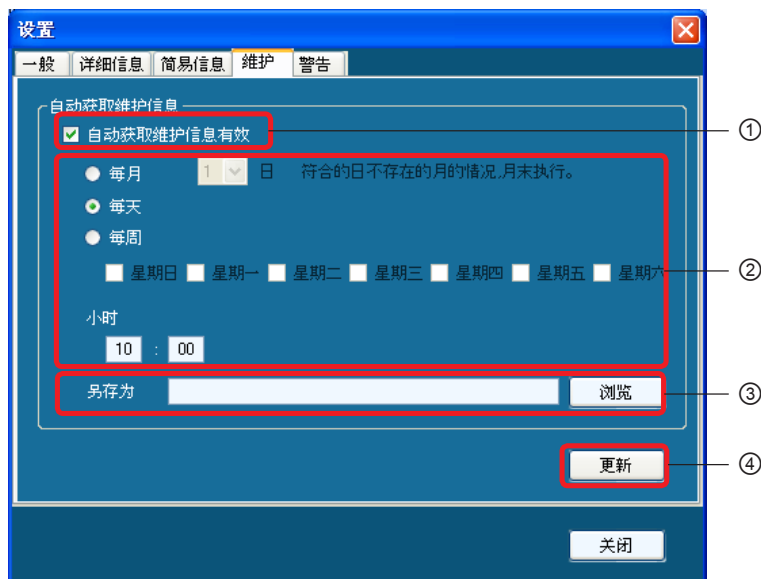 设置
一般 详细信息 简易信息 维护 警告
自动获取维护信息
自动获取维护信息有效 ①
每月 1 日 符合的日不存在的月的情况,月末执行。
每天
每周
星期日 星期一 星期二 星期三 星期四 星期五 星期六 ②
小时
10 : 00
另存为 浏览 ③
更新 ④
关闭